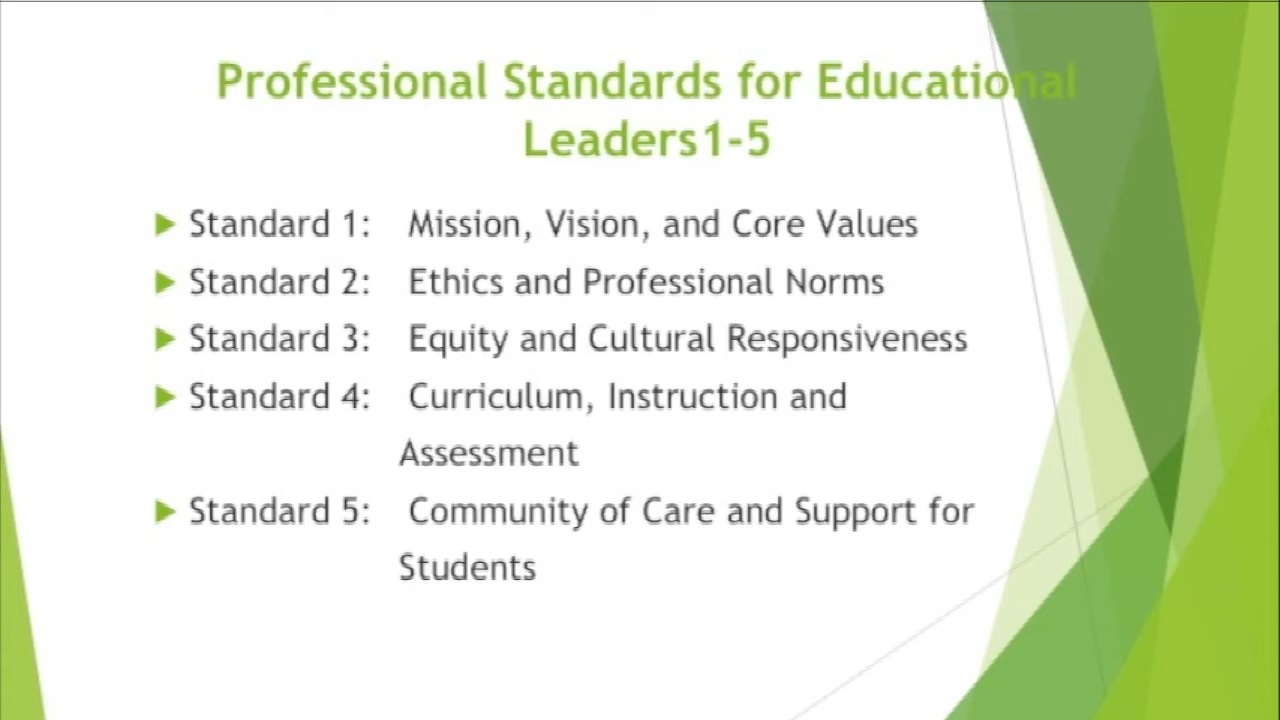 Professional Standards for Educational
Leaders1-5
Standard 1: Mission, Vision, and Core Values
Standard 2: Ethics and Professional Norms
Standard 3: Equity and Cultural Responsiveness
Standard 4: Curriculum, Instruction and
Assessment
Standard 5: Community of Care and Support for
Students